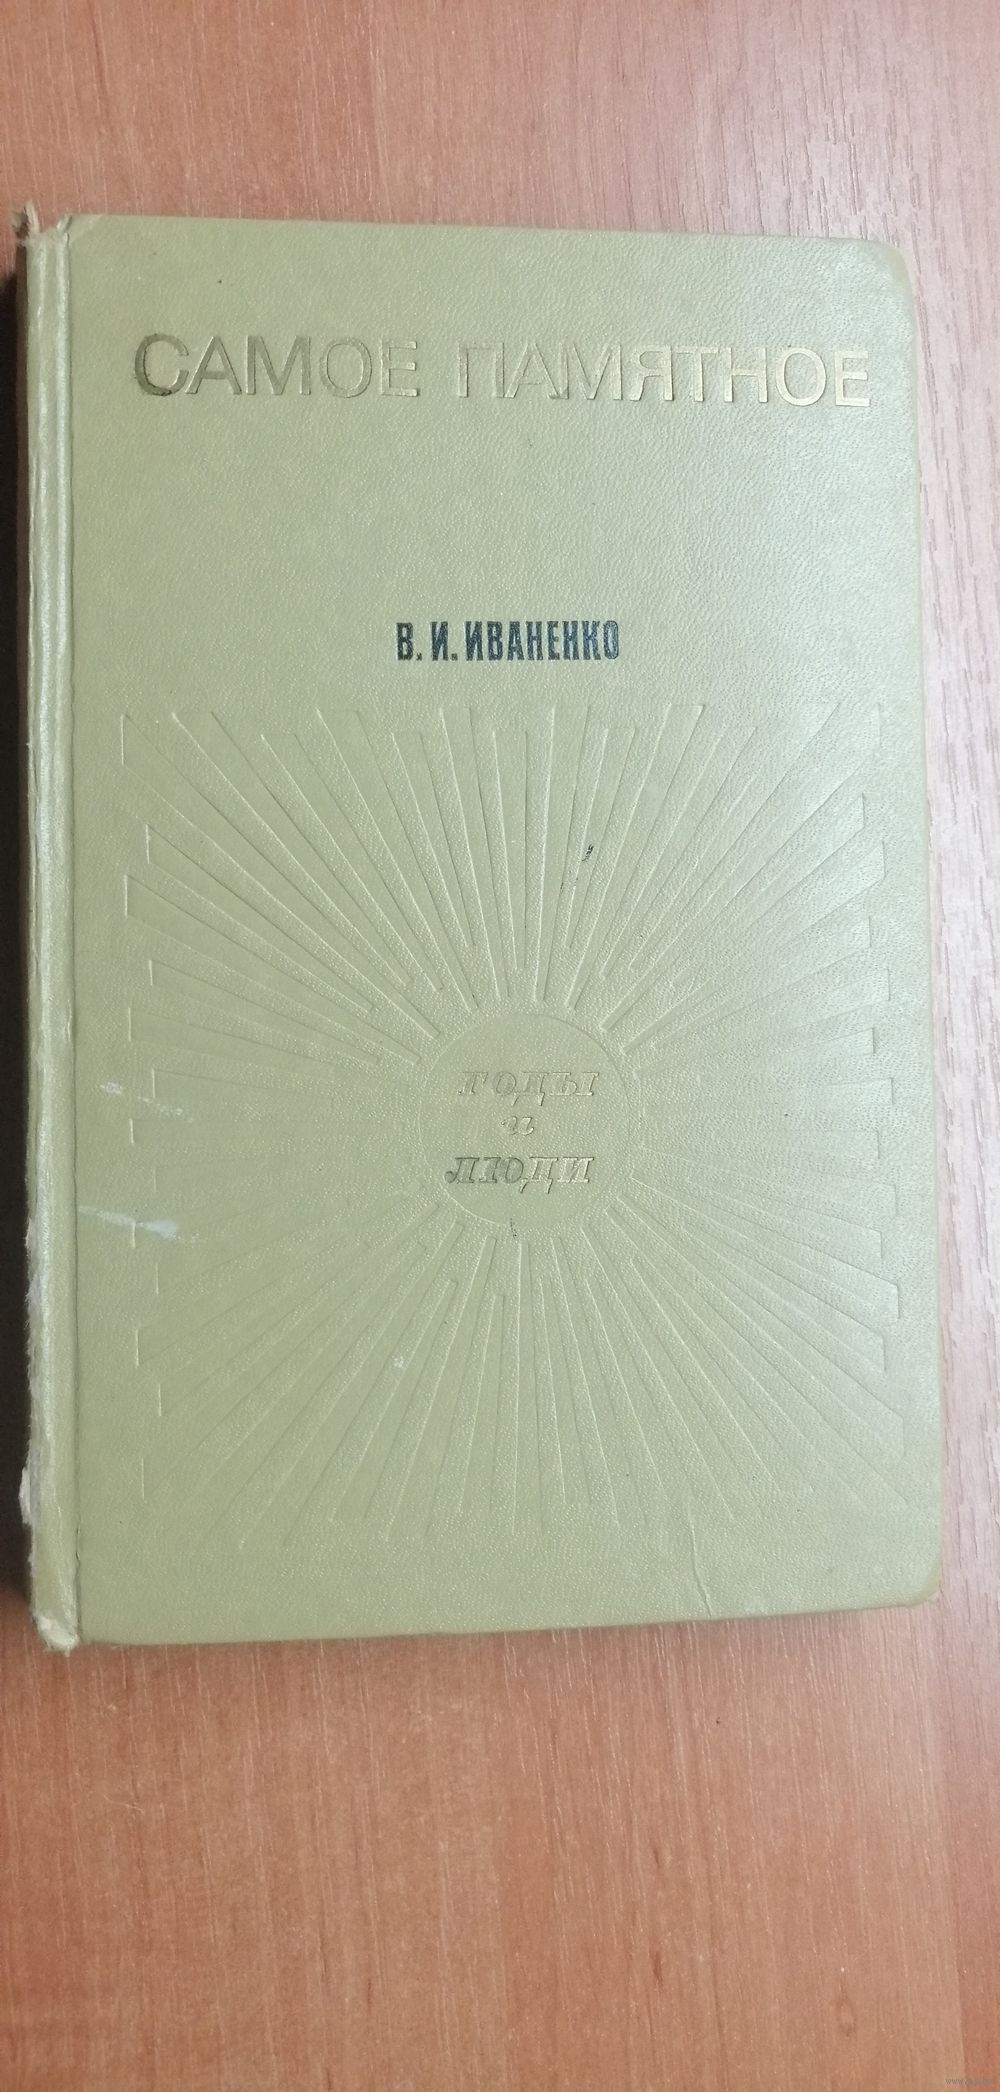 САМОЕ ПАМЯТНОЕ
В. И. ИВАНЕНКО
годы
и
люди